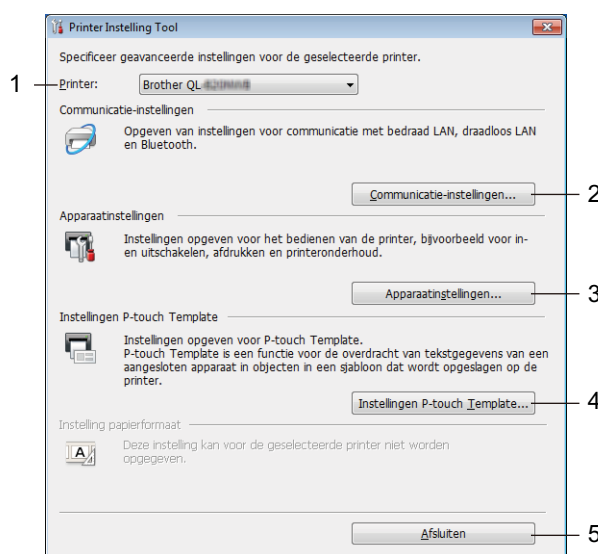 Printer Instelling Tool
Specificeer geavanceerde instellingen voor de geselecteerde printer.
1
Printer: Brother QL
Communicatie-instellingen
Opgeven van instellingen voor communicatie met bedraad LAN, draadloos LAN
en Bluetooth.
Communicatie-instellingen...
2
Apparaatinstellingen
Instellingen opgeven voor het bedienen van de printer, bijvoorbeeld voor in-
en uitschakelen, afdrukken en printeronderhoud.
Apparaatinstellingen...
3
Instellingen P-touch Template
Instellingen opgeven voor P-touch Template.
P-touch Template is een functie voor de overdracht van tekstgegevens van een
aangesloten apparaat in objecten in een sjabloon dat wordt opgeslagen op de
printer.
Instellingen P-touch Template...
4
Instelling papierformaat
Deze instelling kan voor de geselecteerde printer niet worden
opgegeven.
A
Afsluiten
5